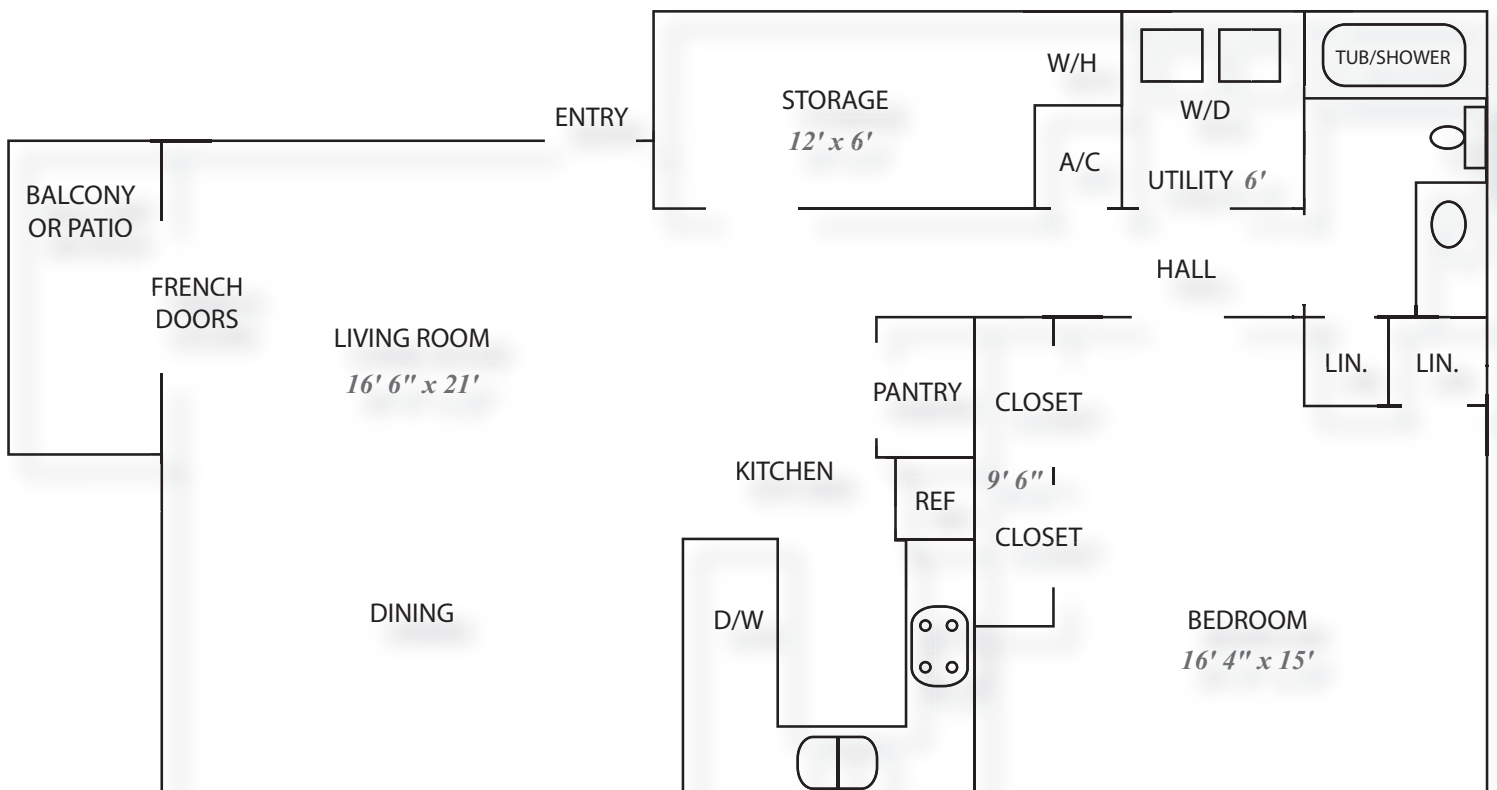 TUB/SHOWER
W/H
STORAGE
12' x 6'
ENTRY
W/D
A/C
UTILITY 6'
BALCONY
OR PATIO
HALL
FRENCH
DOORS
LIVING ROOM
16' 6" x 21'
LIN.
LIN.
PANTRY
CLOSET
KITCHEN
9' 6"
REF
CLOSET
DINING
D/W
BEDROOM
16' 4" x 15'